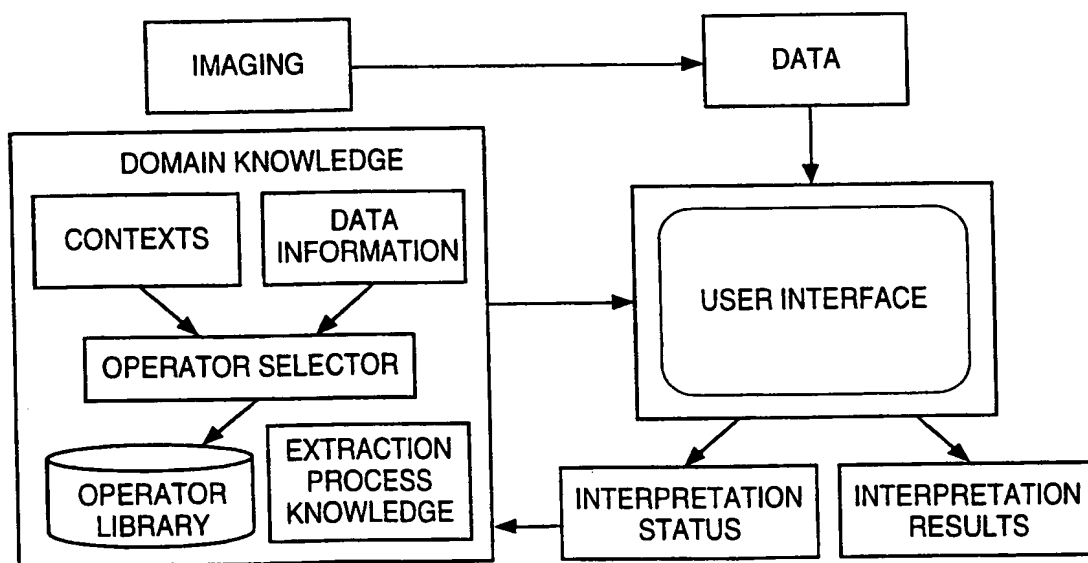 IMAGING
DATA
DOMAIN KNOWLEDGE
CONTEXTS
DATA
INFORMATION
USER INTERFACE
OPERATOR SELECTOR
OPERATOR
LIBRARY
EXTRACTION
PROCESS
KNOWLEDGE
INTERPRETATION
STATUS
INTERPRETATION
RESULTS